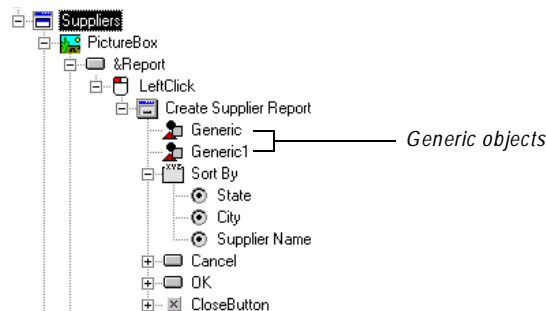 Suppliers
PictureBox
&Report
LeftClick
Create Supplier Report
Generic
Generic objects
Generic1
XYZ
Sort By
State
City
Supplier Name
Cancel
OK
CloseButton